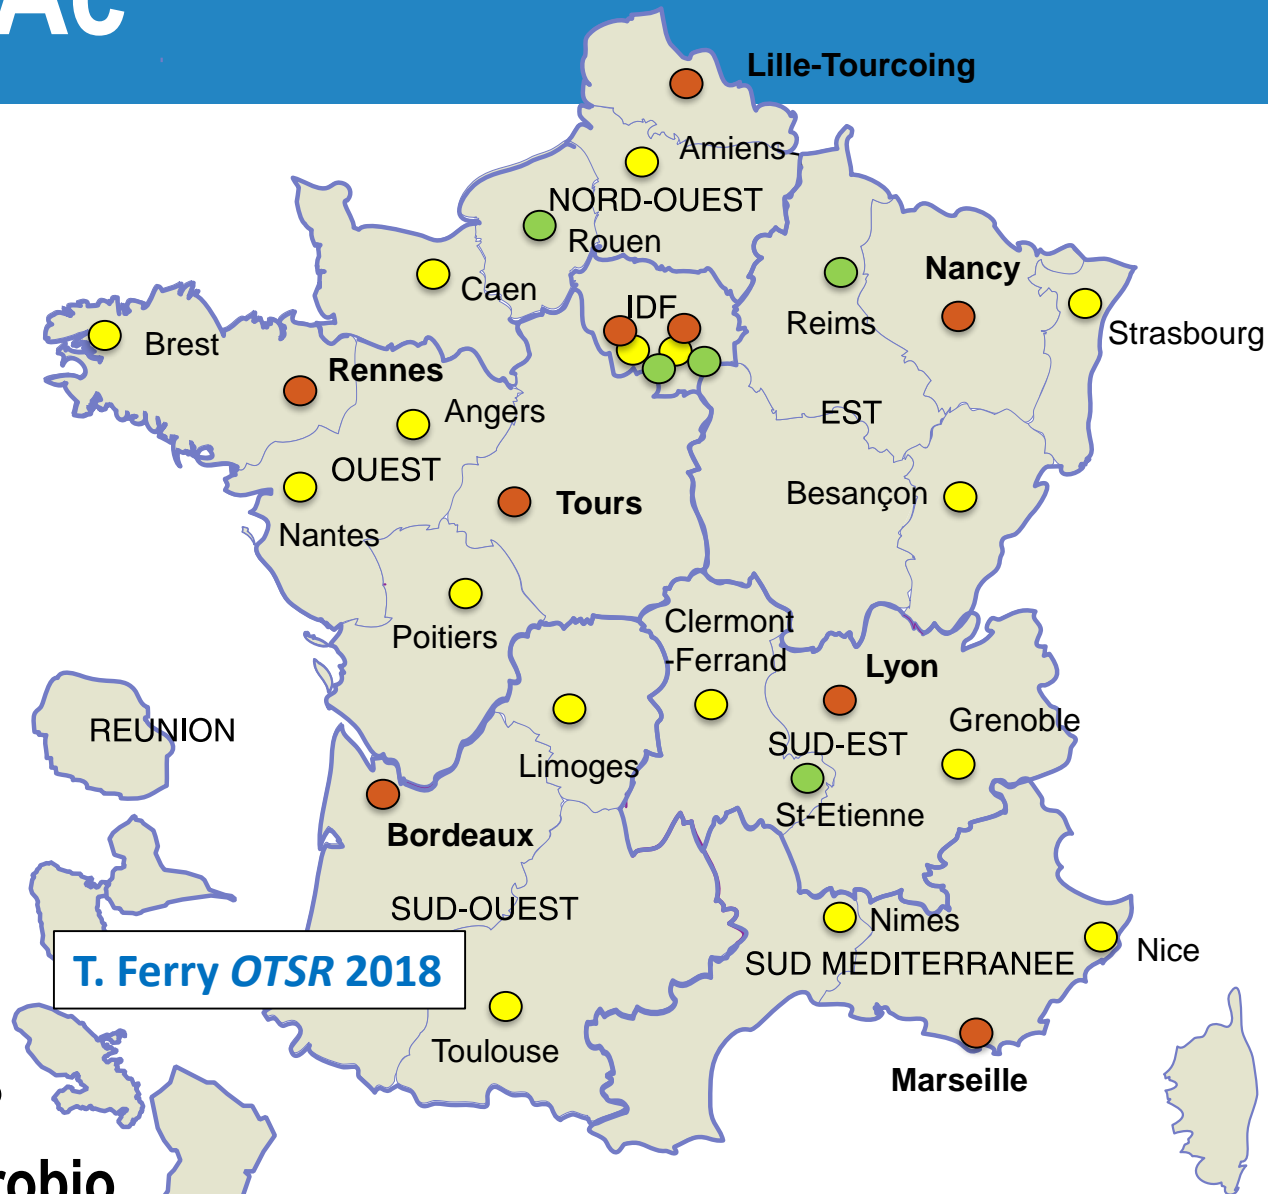 Ac
Lille-Tourcoing
Amiens
NORD-OUEST
Rouen
Nancy
Caen
IDF
Reims
Strasbourg
Brest
Rennes
Angers
EST
OUEST
Besançon
Tours
Nantes
Clermont
-Ferrand
Poitiers
Lyon
Grenoble
REUNION
SUD-EST
Limoges
St-Etienne
Bordeaux
SUD-OUEST
Nimes
Nice
SUD MEDITERRANEE
T. Ferry OTSR 2018
Toulouse
Marseille
robio